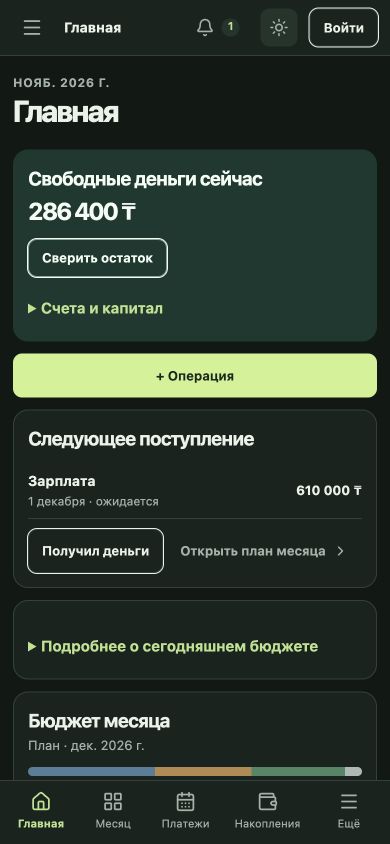 Главная
1
Войти
НОЯБ. 2026 Г.
Главная
Свободные деньги сейчас
286 400 ₸
Сверить остаток
▶ Счета и капитал
+ Операция
Следующее поступление
Зарплата
610 000 ₸
1 декабря · ожидается
Получил деньги
Открыть план месяца
▶ Подробнее о сегодняшнем бюджете
Бюджет месяца
План · дек. 2026 г.
Главная
Месяц
Платежи
Накопления
Ещё